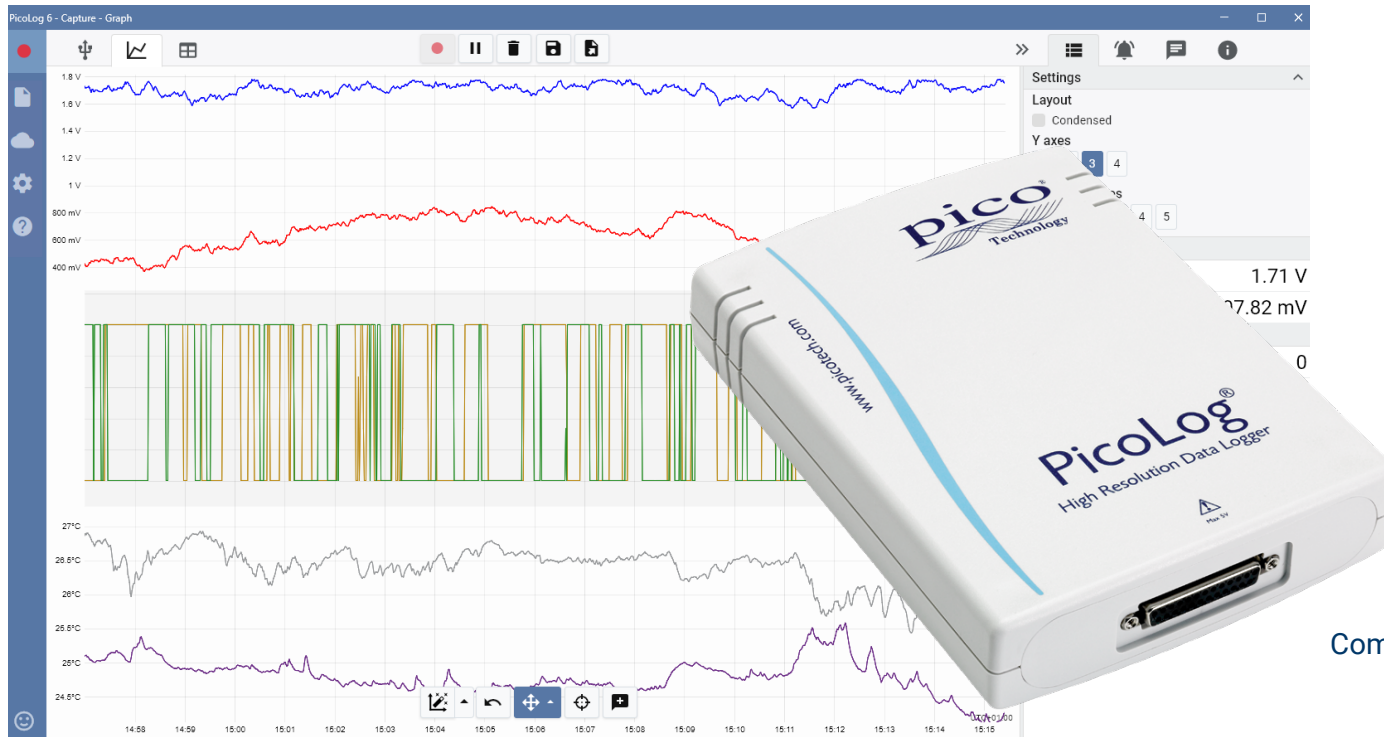 PicoLog 6 - Capture - Graph
Settings
Layout
Condensed
Y axes
3 4
4 5
1.71 V
07.82 mV
0
1.8 V
1.6 V
1.4 V
1.2 V
1 V
800 mV
600 mV
400 mV
27°C
26.5°C
26°C
25.5°C
25°C
24.5°C
14:58 14:59 15:00 15:01 15:02 15:03 15:04 15:05 15:06 15:07 15:08 15:09 15:10 15:11 15:12 15:13 15:14 15:15
pico
Technology
www.picotech.com
PicoLog®
High Resolution Data Logger
Max 5V
Com